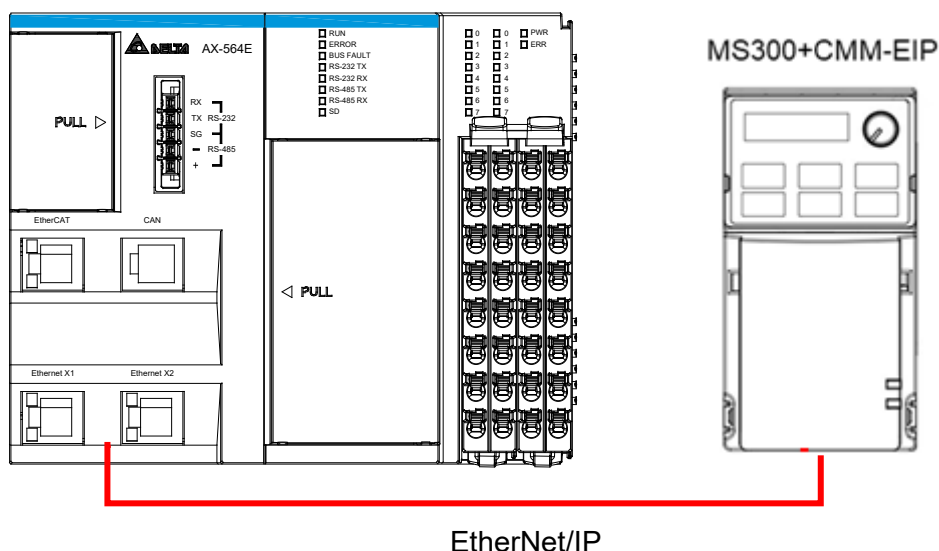 DELTA AX-564E
RX
TX RS-232
SG
− RS-485
+
PULL
EtherCAT CAN
Ethernet X1 Ethernet X2
RUN
ERROR
BUS FAULT
RS-232 TX
RS-232 RX
RS-485 TX
RS-485 RX
SD
PULL
0 0 PWR
1 1 ERR
2 2
3 3
4 4
5 5
6 6
7 7
MS300+CMM-EIP
EtherNet/IP